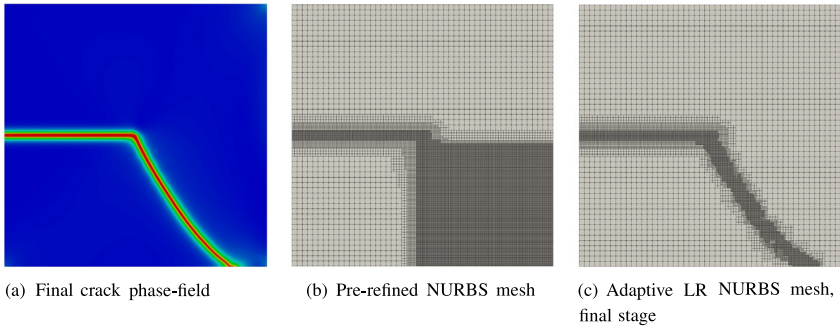 (a) Final crack phase-field
(b) Pre-refined NURBS mesh
(c) Adaptive LR NURBS mesh,
final stage